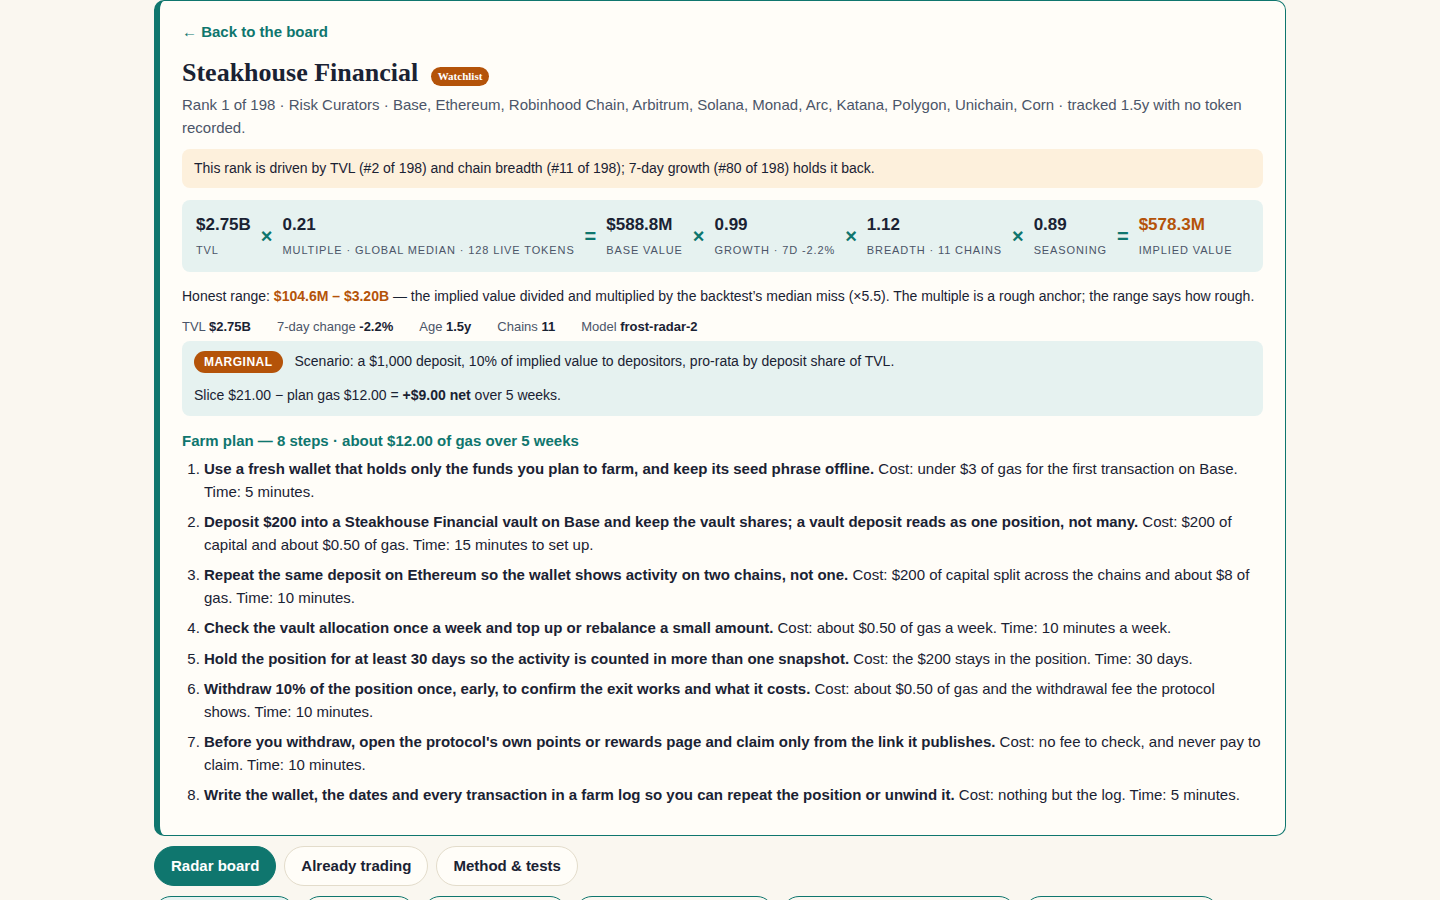 ← Back to the board
Steakhouse Financial Watchlist
Rank 1 of 198 · Risk Curators · Base, Ethereum, Robinhood Chain, Arbitrum, Solana, Monad, Arc, Katana, Polygon, Unichain, Corn · tracked 1.5y with no token
recorded.
This rank is driven by TVL (#2 of 198) and chain breadth (#11 of 198); 7-day growth (#80 of 198) holds it back.
$2.75B × 0.21 = $588.8M × 0.99 × 1.12 × 0.89 = $578.3M
TVL MULTIPLE · GLOBAL MEDIAN · 128 LIVE TOKENS BASE VALUE GROWTH · 7D -2.2% BREADTH · 11 CHAINS SEASONING IMPLIED VALUE
Honest range: $104.6M – $3.20B — the implied value divided and multiplied by the backtest’s median miss (×5.5). The multiple is a rough anchor; the range says how rough.
TVL $2.75B 7-day change -2.2% Age 1.5y Chains 11 Model frost-radar-2
MARGINAL Scenario: a $1,000 deposit, 10% of implied value to depositors, pro-rata by deposit share of TVL.
Slice $21.00 − plan gas $12.00 = +$9.00 net over 5 weeks.
Farm plan — 8 steps · about $12.00 of gas over 5 weeks
1. Use a fresh wallet that holds only the funds you plan to farm, and keep its seed phrase offline. Cost: under $3 of gas for the first transaction on Base.
Time: 5 minutes.
2. Deposit $200 into a Steakhouse Financial vault on Base and keep the vault shares; a vault deposit reads as one position, not many. Cost: $200 of
capital and about $0.50 of gas. Time: 15 minutes to set up.
3. Repeat the same deposit on Ethereum so the wallet shows activity on two chains, not one. Cost: $200 of capital split across the chains and about $8 of
gas. Time: 10 minutes.
4. Check the vault allocation once a week and top up or rebalance a small amount. Cost: about $0.50 of gas a week. Time: 10 minutes a week.
5. Hold the position for at least 30 days so the activity is counted in more than one snapshot. Cost: the $200 stays in the position. Time: 30 days.
6. Withdraw 10% of the position once, early, to confirm the exit works and what it costs. Cost: about $0.50 of gas and the withdrawal fee the protocol
shows. Time: 10 minutes.
7. Before you withdraw, open the protocol's own points or rewards page and claim only from the link it publishes. Cost: no fee to check, and never pay to
claim. Time: 10 minutes.
8. Write the wallet, the dates and every transaction in a farm log so you can repeat the position or unwind it. Cost: nothing but the log. Time: 5 minutes.
Radar board Already trading Method & tests